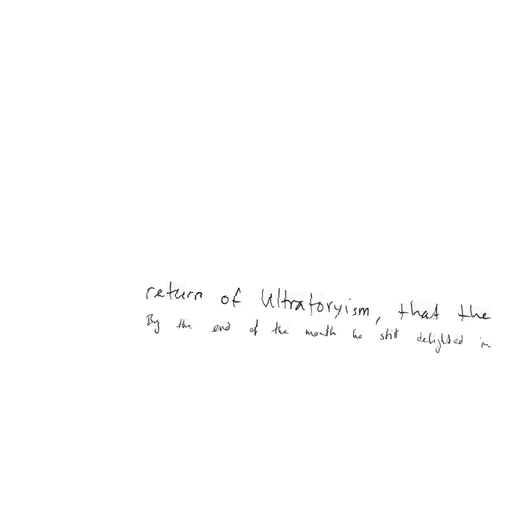 return of Ultratoryism, that the
By the end of the month he still delighted in